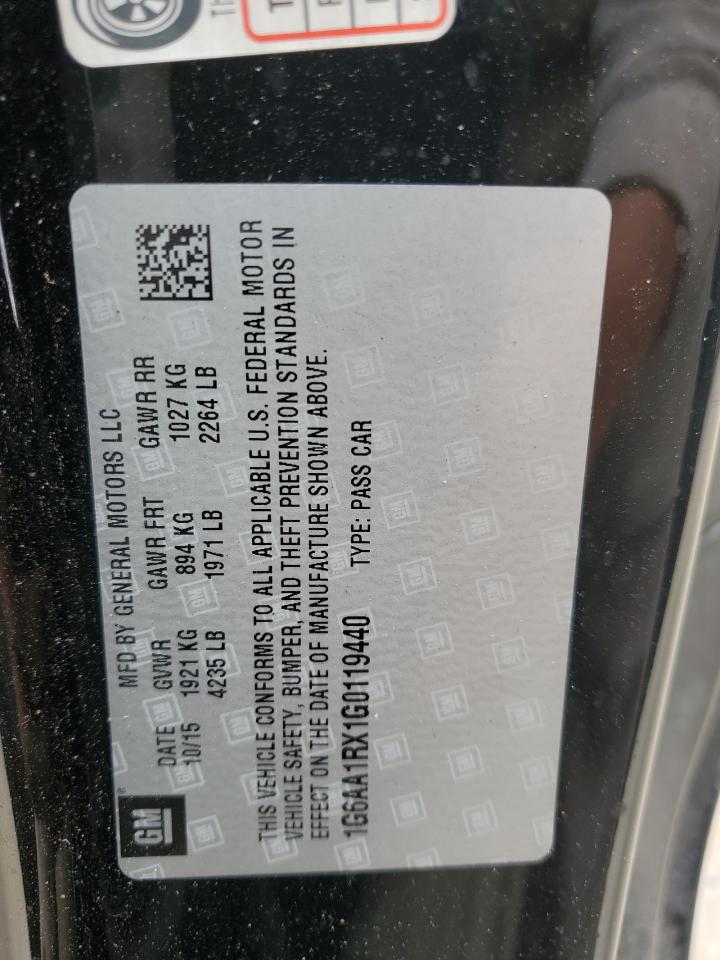 Th
T
F
MFD BY GENERAL MOTORS LLC
DATE GVWR GAWR FRT GAWR RR
10/15 1921 KG 894 KG 1027 KG
4235 LB 1971 LB 2264 LB
THIS VEHICLE CONFORMS TO ALL APPLICABLE U.S. FEDERAL MOTOR
VEHICLE SAFETY, BUMPER, AND THEFT PREVENTION STANDARDS IN
EFFECT ON THE DATE OF MANUFACTURE SHOWN ABOVE.
1G6AA1RX1G0119440 TYPE: PASS CAR
GM